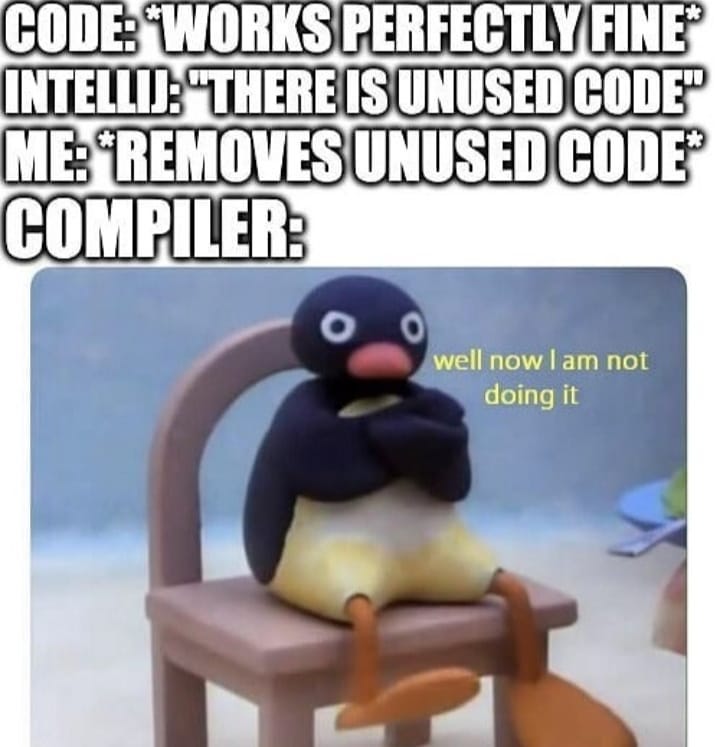 CODE: *WORKS PERFECTLY FINE*
INTELLIJ: "THERE IS UNUSED CODE"
ME: *REMOVES UNUSED CODE*
COMPILER:
well now I am not
doing it